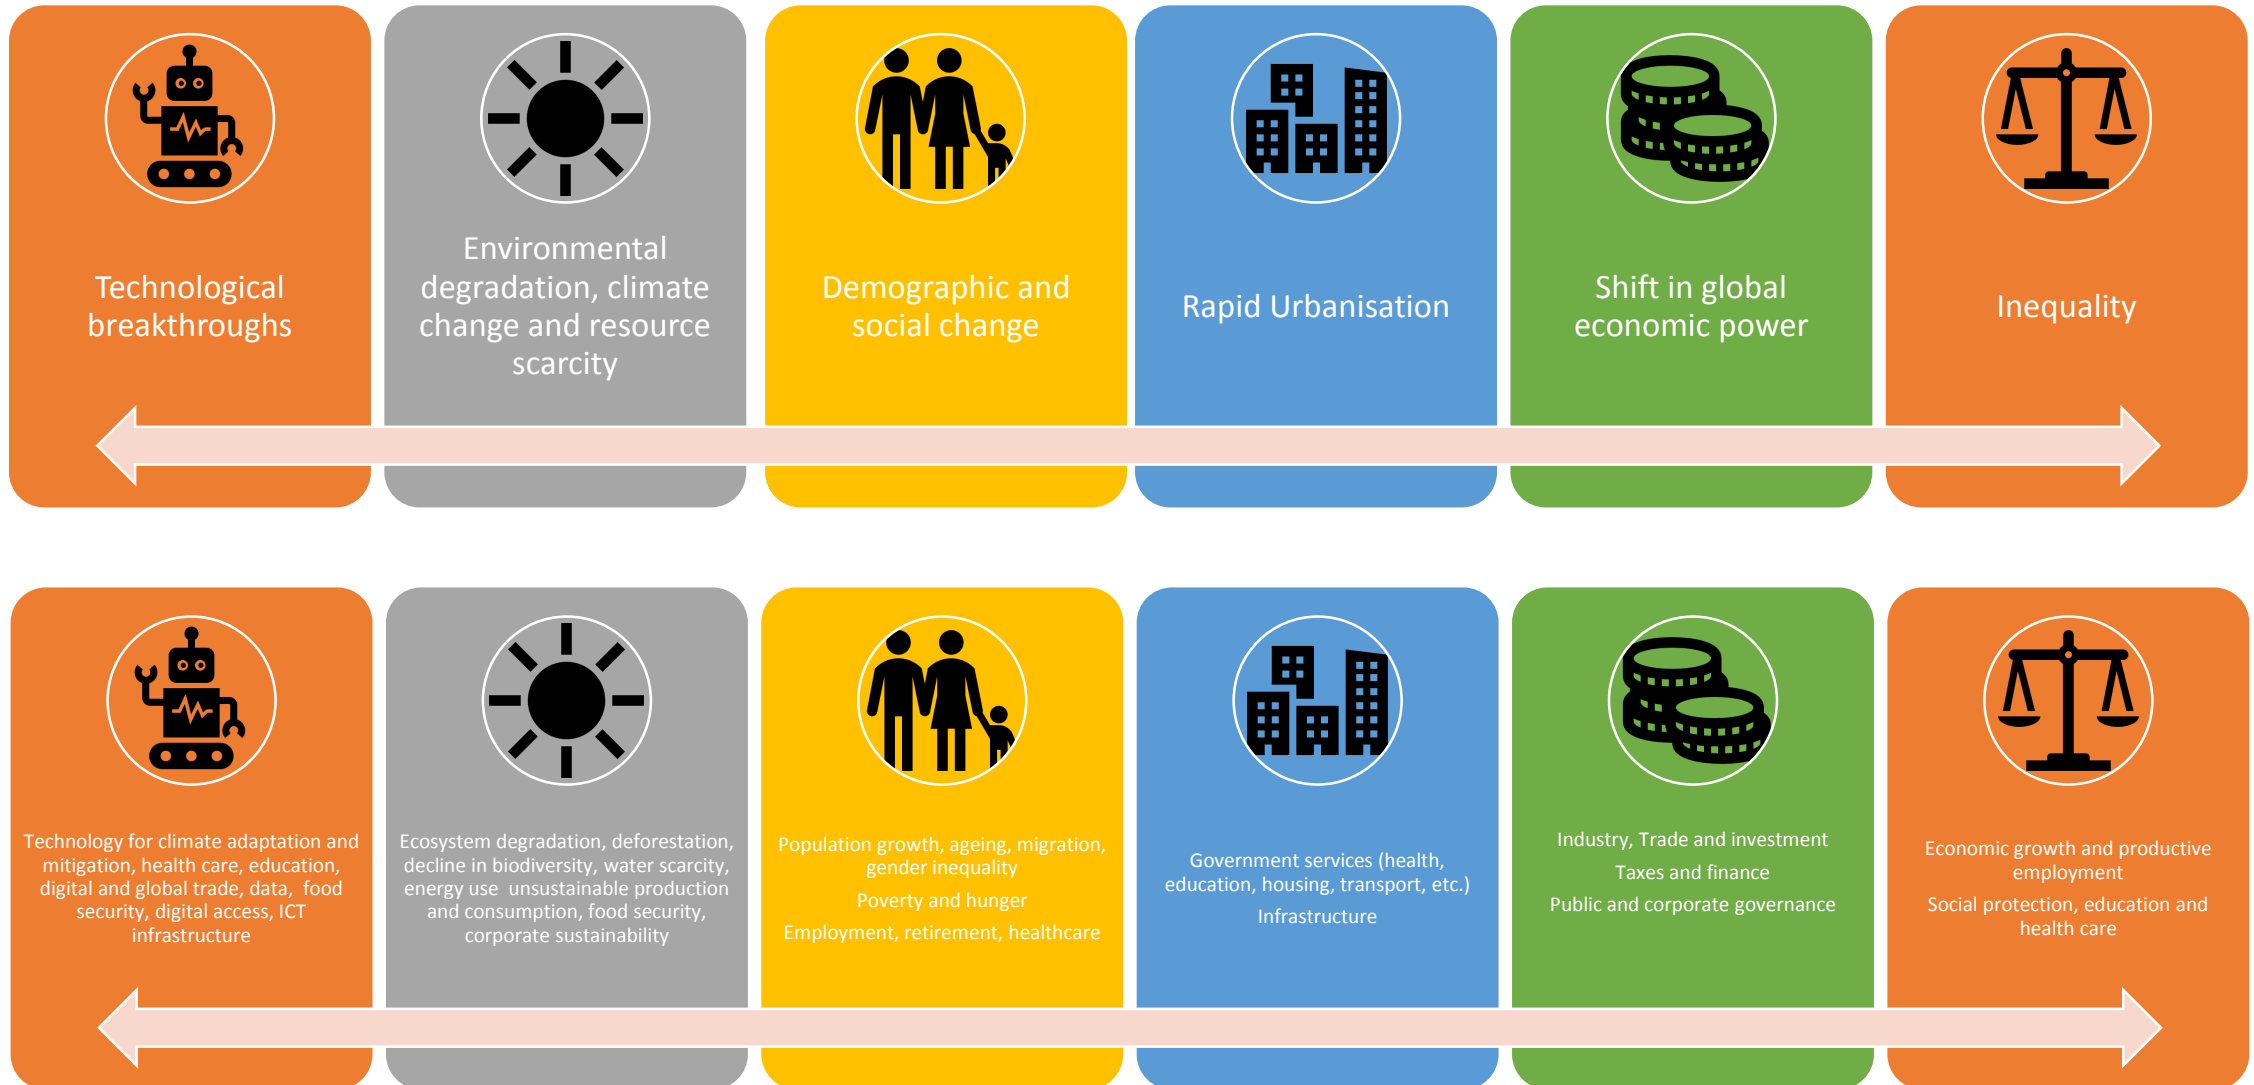 Technological
breakthroughs
Environmental
degradation, climate
change and resource
scarcity
Demographic and
social change
Rapid Urbanisation
Shift in global
economic power
Inequality
Technology for climate adaptation and
mitigation, health care, education,
digital and global trade, data,  food
security, digital access, ICT
infrastructure
Ecosystem degradation, deforestation,
decline in biodiversity, water scarcity,
energy use  unsustainable production
and consumption, food security,
corporate sustainability
Population growth, ageing, migration,
gender inequality
Poverty and hunger
Employment, retirement, healthcare
Government services (health,
education, housing, transport, etc.)
Infrastructure
Industry, Trade and investment
Taxes and finance
Public and corporate governance
Economic growth and productive
employment
Social protection, education and
health care